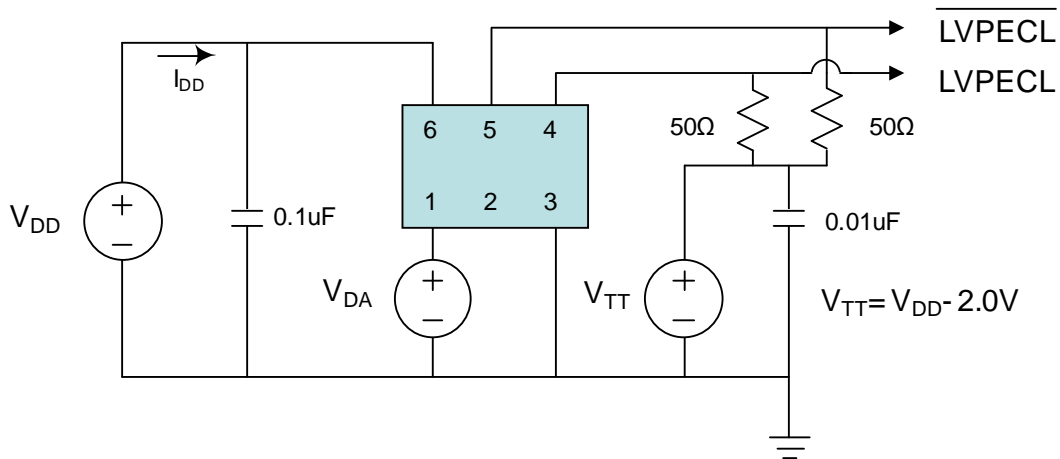 L̅V̅P̅E̅C̅L̅
I_DD
LVPECL
50Ω
50Ω
6 5 4
1 2 3
V_DD
+
−
0.1uF
0.01uF
V_DA
+
−
V_TT
+
−
V_TT= V_DD- 2.0V